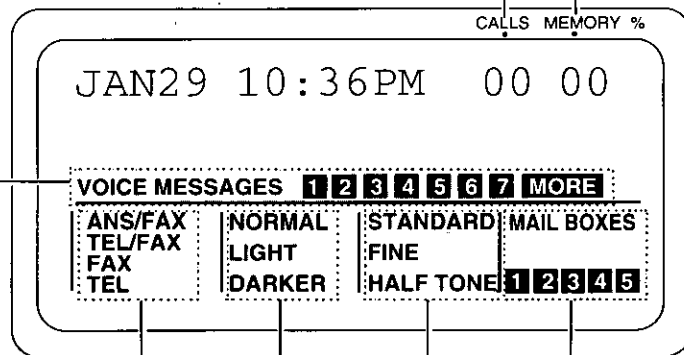 CALLS MEMORY %
JAN29 10:36PM 00 00
VOICE MESSAGES 1 2 3 4 5 6 7 MORE
ANS/FAX NORMAL STANDARD MAIL BOXES
TEL/FAX
LIGHT FINE
FAX
TEL DARKER HALF TONE 1 2 3 4 5